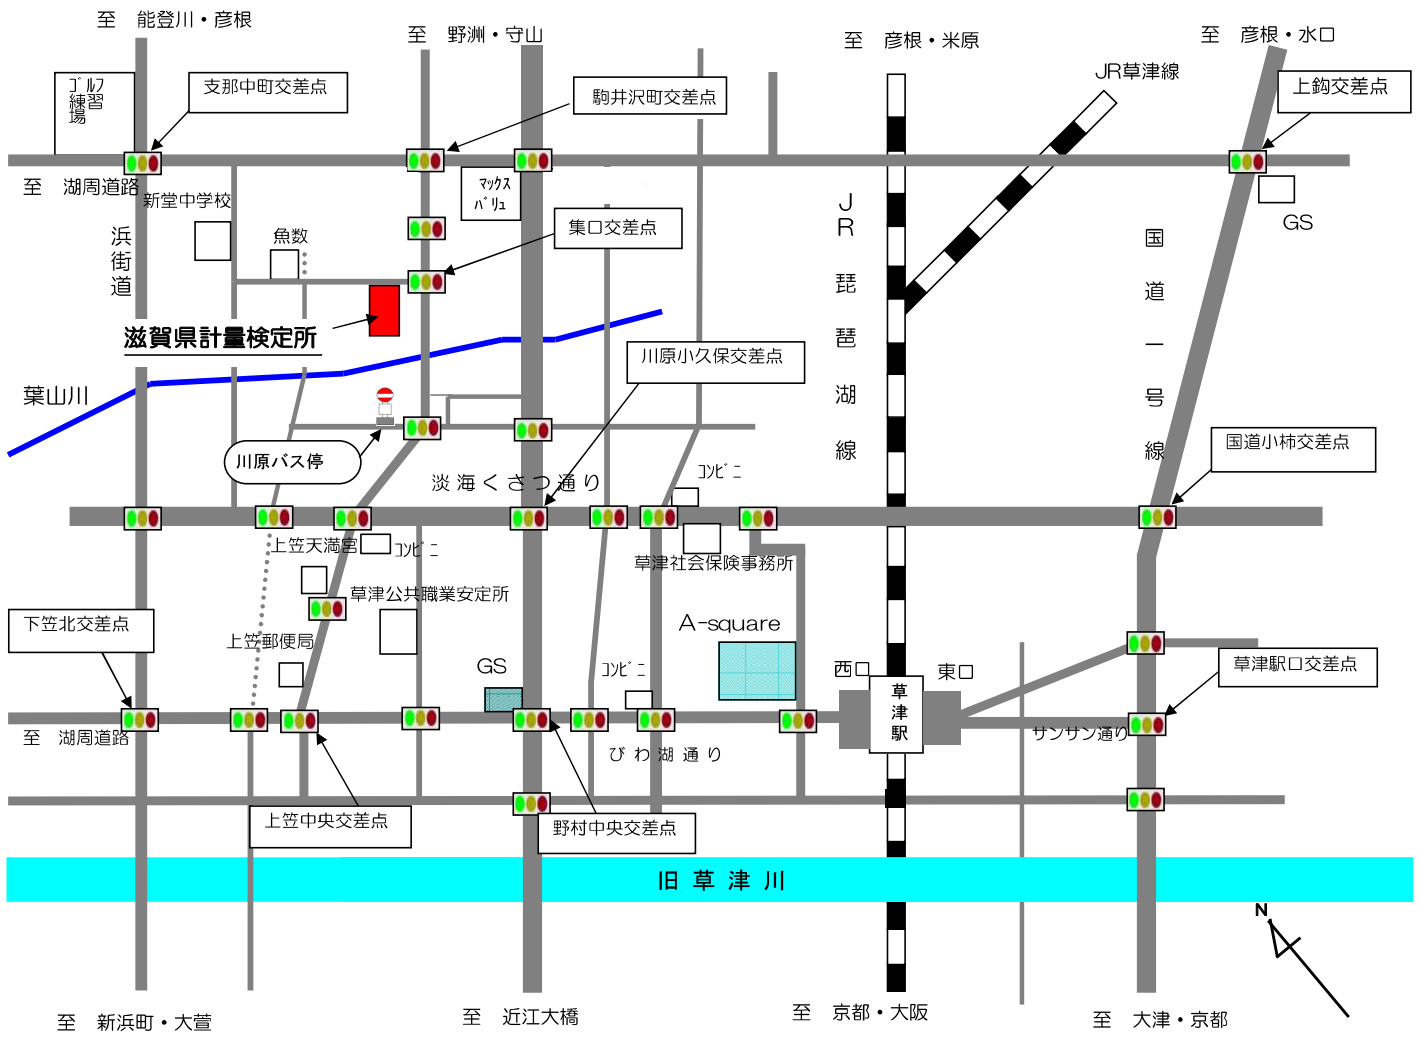 至　能登川・彦根
至　野洲・守山
至　彦根・米原
至　彦根・水口
JR草津線
ｺﾞﾙﾌ
練習
場
支那中町交差点
駒井沢町交差点
上鈎交差点
至　湖周道路
新堂中学校
ﾏｯｸｽ
ﾊﾞﾘｭ
集口交差点
GS
浜街道
魚数
JR琵琶湖線
国道一号線
滋賀県計量検定所
川原小久保交差点
葉山川
川原バス停
淡海くさつ通り
ｺﾝﾋﾞﾆ
国道小柿交差点
上笠天満宮
ｺﾝﾋﾞﾆ
草津社会保険事務所
草津公共職業安定所
下笠北交差点
上笠郵便局
A-square
GS
ｺﾝﾋﾞﾆ
西口
東口
草津駅
草津駅口交差点
至　湖周道路
サンサン通り
びわ湖通り
上笠中央交差点
野村中央交差点
旧草津川
N
至　新浜町・大萱
至　近江大橋
至　京都・大阪
至　大津・京都